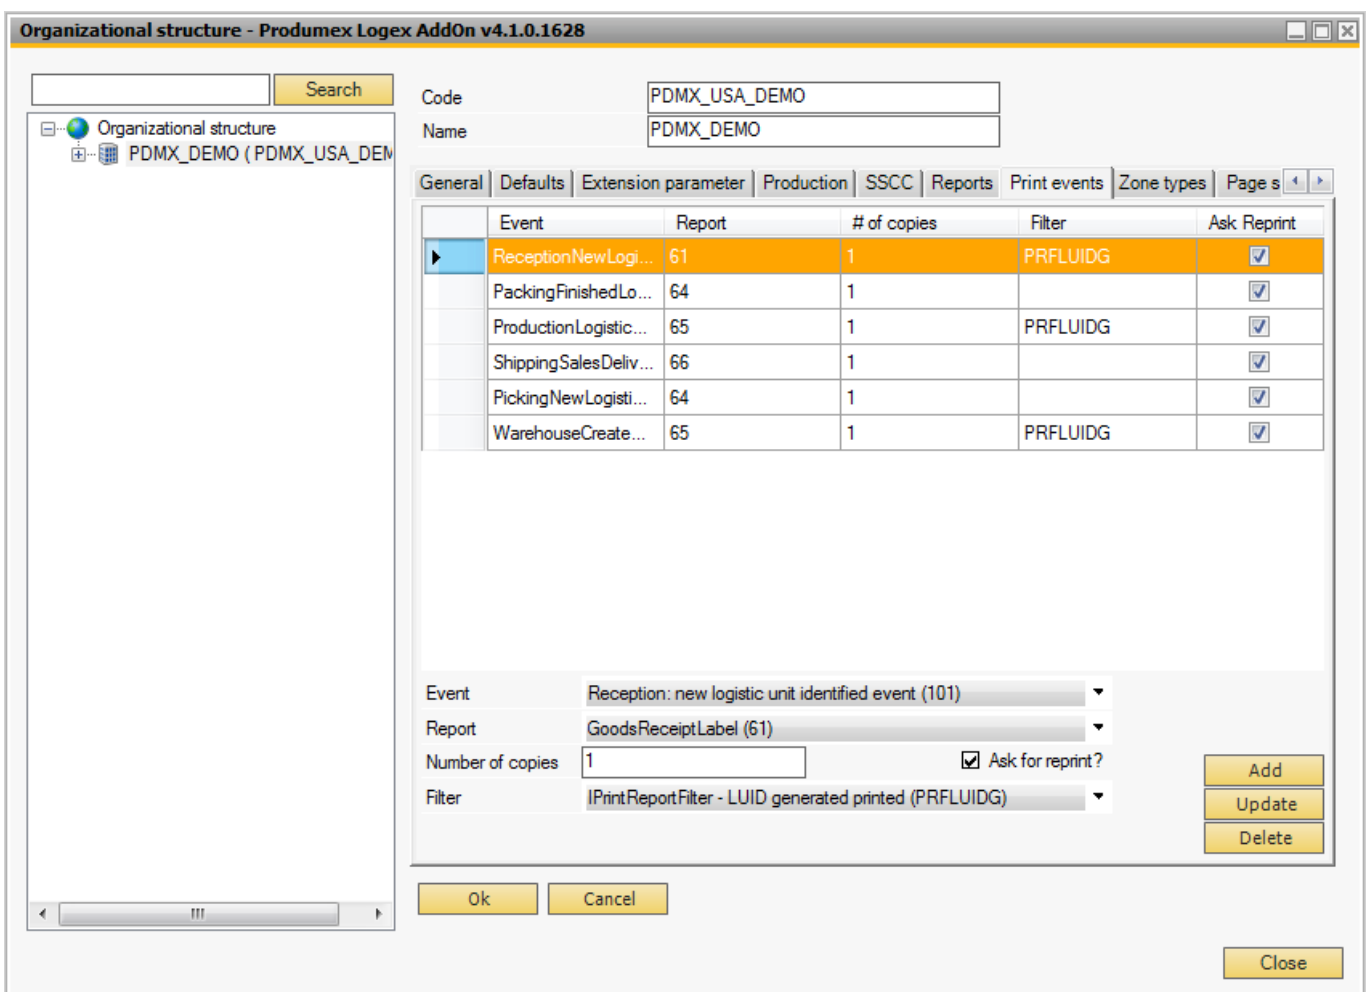 Organizational structure - Produmex Logex AddOn v4.1.0.1628
Search
Organizational structure
PDMX_DEMO ( PDMX_USA_DEM
Code PDMX_USA_DEMO
Name PDMX_DEMO
General Defaults Extension parameter Production SSCC Reports Print events Zone types Page s
Event Report # of copies Filter Ask Reprint
ReceptionNewLogi... 61 1 PRFLUIDG
PackingFinishedLo... 64 1
ProductionLogistic... 65 1 PRFLUIDG
ShippingSalesDeliv... 66 1
PickingNewLogisti... 64 1
WarehouseCreate... 65 1 PRFLUIDG
Event Reception: new logistic unit identified event (101)
Report GoodsReceiptLabel (61)
Number of copies 1 Ask for reprint?
Filter IPrintReportFilter - LUID generated printed (PRFLUIDG)
Add
Update
Delete
Ok Cancel
Close